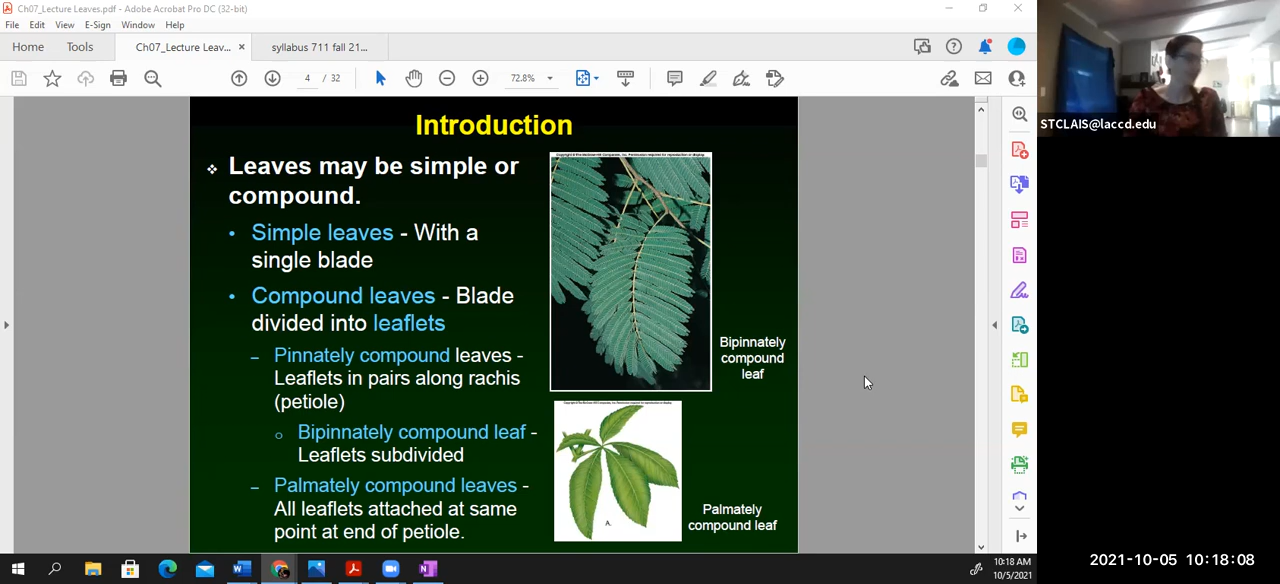 Ch07_Lecture Leaves.pdf - Adobe Acrobat Pro DC (32-bit)
File Edit View E-Sign Window Help
Home Tools Ch07_Lecture Leav... × syllabus 711 fall 21...
4 / 32 72.8%
STCLAIS@laccd.edu
Introduction
❖ Leaves may be simple or
compound.
• Simple leaves - With a
single blade
• Compound leaves - Blade
divided into leaflets
– Pinnately compound leaves -
Leaflets in pairs along rachis
(petiole)
○ Bipinnately compound leaf -
Leaflets subdivided
– Palmately compound leaves -
All leaflets attached at same
point at end of petiole.
Bipinnately
compound
leaf
A.
Palmately
compound leaf
10:18 AM
10/5/2021
2021-10-05 10:18:08